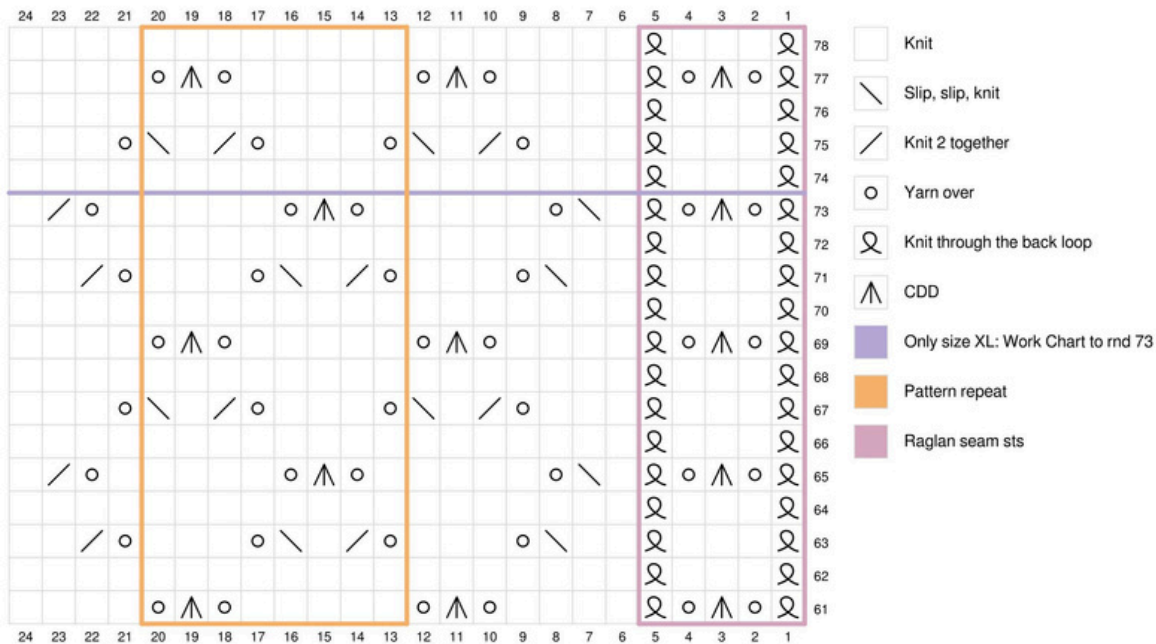 24 23 22 21 20 19 18 17 16 15 14 13 12 11 10 9 8 7 6 5 4 3 2 1
78
77
76
75
74
73
72
71
70
69
68
67
66
65
64
63
62
61
24 23 22 21 20 19 18 17 16 15 14 13 12 11 10 9 8 7 6 5 4 3 2 1
Knit
Slip, slip, knit
Knit 2 together
Yarn over
Knit through the back loop
CDD
Only size XL: Work Chart to rnd 73
Pattern repeat
Raglan seam sts